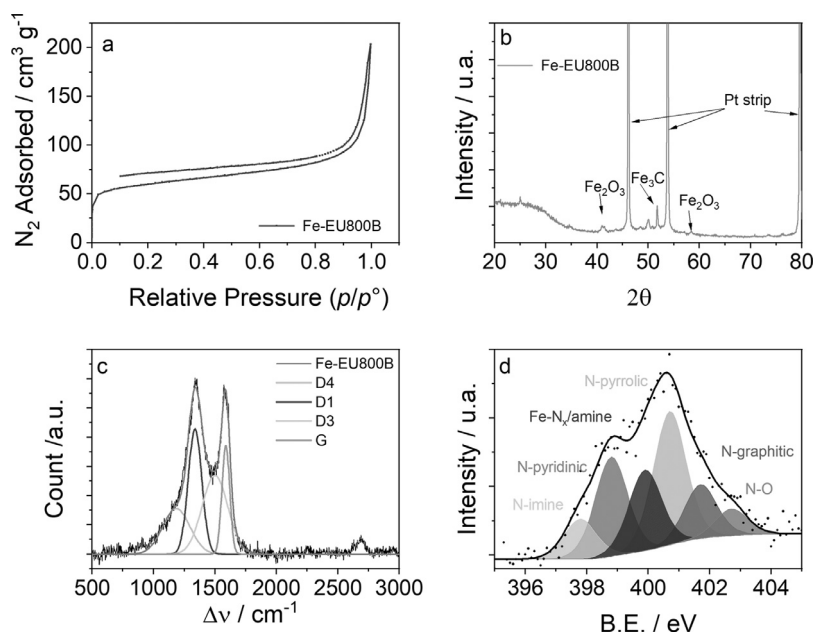 a
N₂ Adsorbed / cm³ g⁻¹
200
150
100
50
0
Fe-EU800B
0.0 0.2 0.4 0.6 0.8 1.0
Relative Pressure (p/p°)
b
Intensity / u.a.
Fe-EU800B
Pt strip
Fe₂O₃
Fe₃C
Fe₂O₃
20 30 40 50 60 70 80
2θ
c
Count /a.u.
Fe-EU800B
D4
D1
D3
G
500 1000 1500 2000 2500 3000
Δν / cm⁻¹
d
Intensity / u.a.
N-pyrrolic
Fe-Nₓ/amine
N-graphitic
N-pyridinic
N-O
N-imine
396 398 400 402 404
B.E. / eV